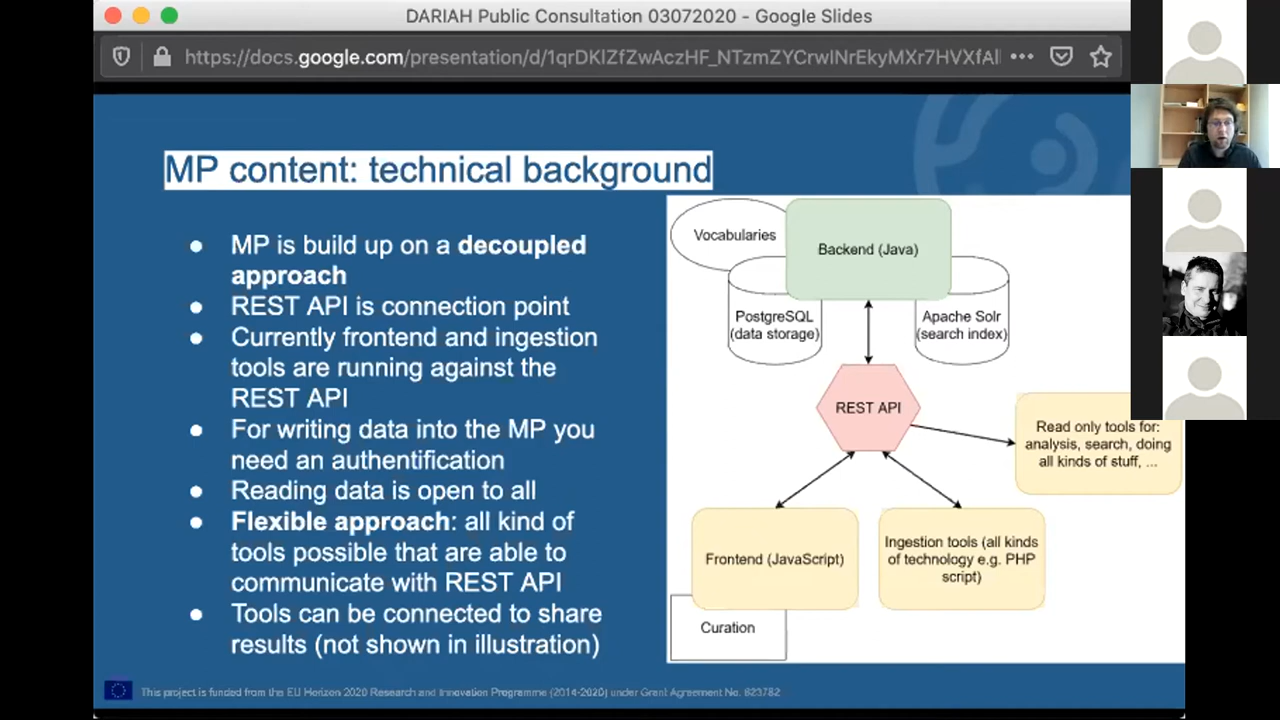 DARIAH Public Consultation 03072020 - Google Slides
MP content: technical background
● MP is build up on a decoupled
approach
● REST API is connection point
● Currently frontend and ingestion
tools are running against the
REST API
● For writing data into the MP you
need an authentification
● Reading data is open to all
● Flexible approach: all kind of
tools possible that are able to
communicate with REST API
● Tools can be connected to share
results (not shown in illustration)
Vocabularies
Backend (Java)
PostgreSQL
(data storage)
Apache Solr
(search index)
REST API
Read only tools for:
analysis, search, doing
all kinds of stuff, ...
Frontend (JavaScript)
Ingestion tools (all kinds
of technology e.g. PHP
script)
Curation
This project is funded from the EU Horizon 2020 Research and Innovation Programme (2014-2020) under Grant Agreement No. 823782